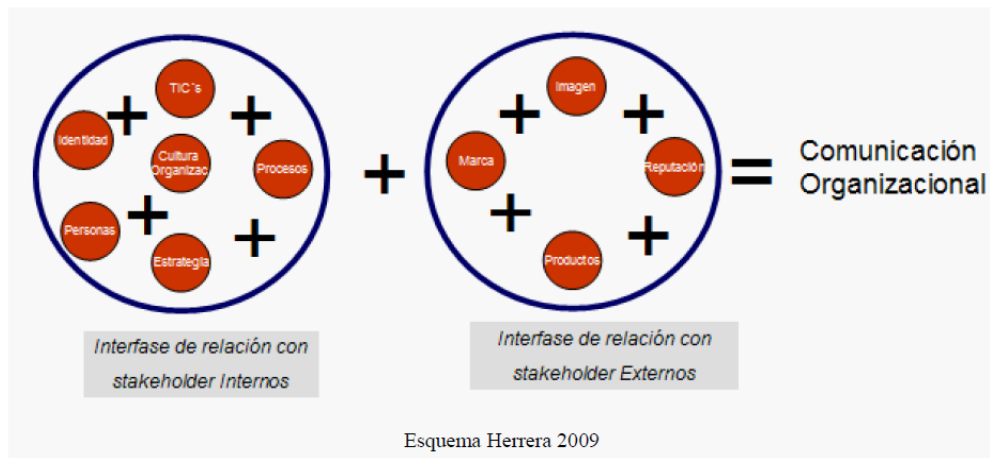 TIC´s
Identidad
Cultura
Organizac
Procesos
Personas
Estrategia
+
+
+
+
+
Imagen
Marca
Reputación
Productos
+
+
+
+
=
Comunicación
Organizacional
Interfase de relación con
stakeholder Internos
Interfase de relación con
stakeholder Externos
Esquema Herrera 2009